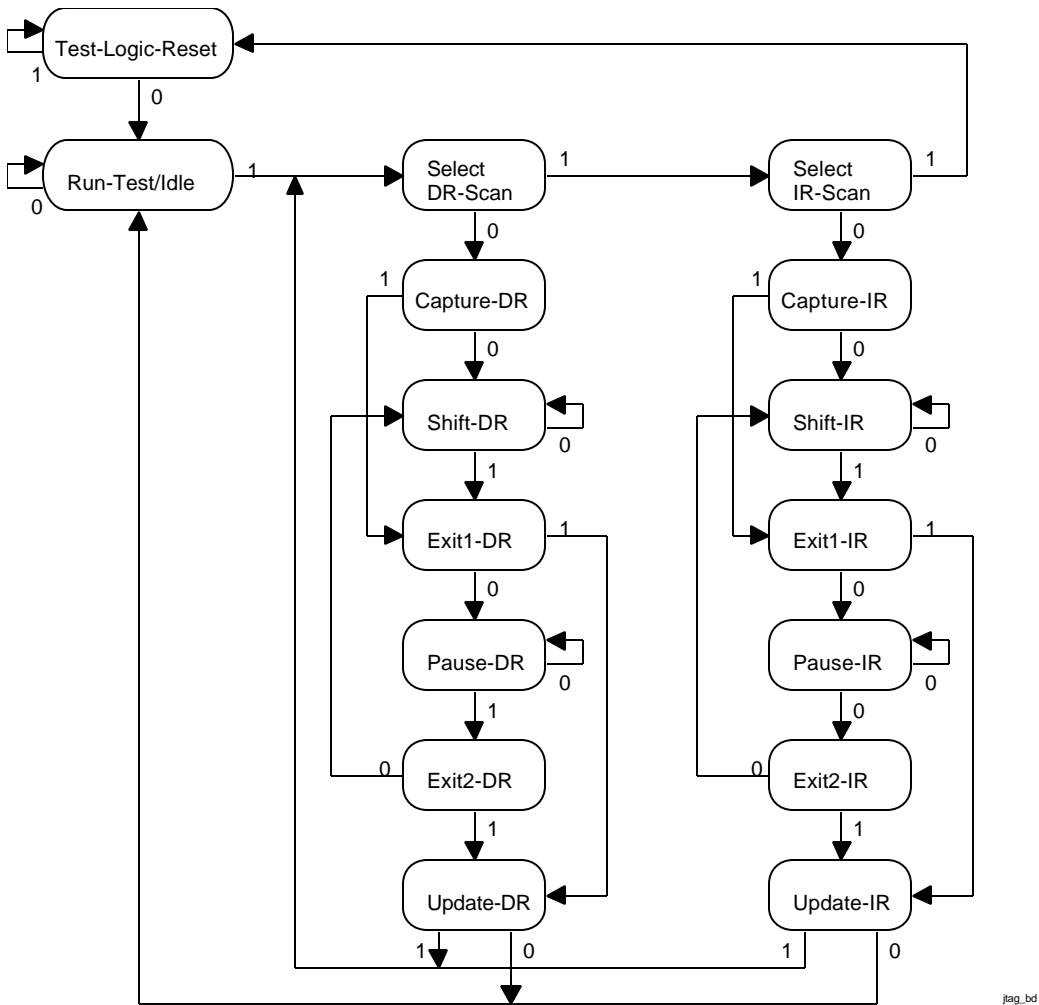 Test-Logic-Reset
1
0
Run-Test/Idle
0
1
Select
DR-Scan
1
Select
IR-Scan
1
0
0
1
Capture-DR
1
Capture-IR
0
0
Shift-DR
0
Shift-IR
0
1
1
Exit1-DR
1
Exit1-IR
1
0
0
Pause-DR
0
Pause-IR
0
1
0
0
Exit2-DR
0
Exit2-IR
1
1
Update-DR
Update-IR
1
0
1
0
jtag_bd